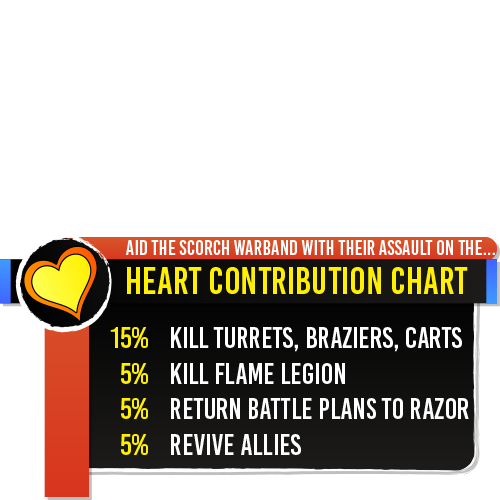 AID THE SCORCH WARBAND WITH THEIR ASSAULT ON THE...
HEART CONTRIBUTION CHART
15% KILL TURRETS, BRAZIERS, CARTS
5% KILL FLAME LEGION
5% RETURN BATTLE PLANS TO RAZOR
5% REVIVE ALLIES